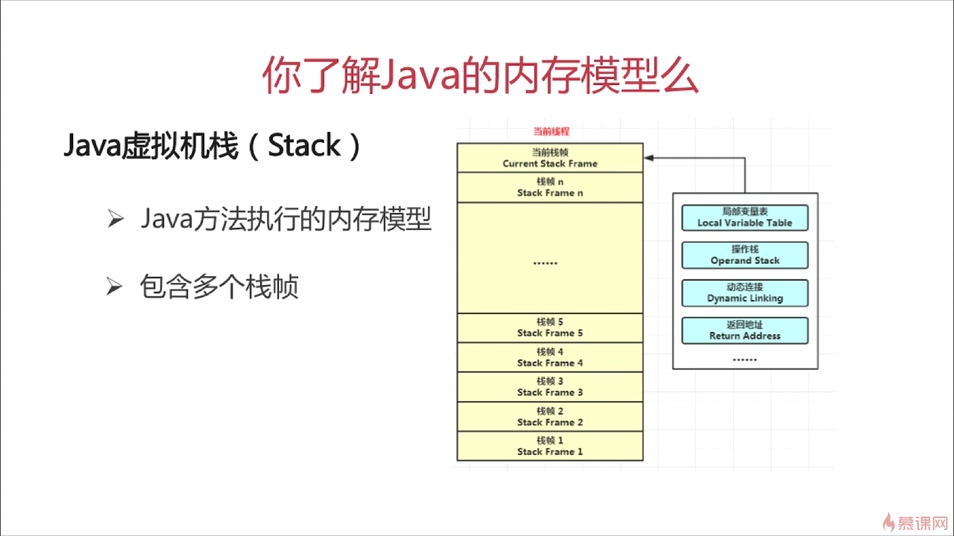 你了解Java的内存模型么
Java虚拟机栈（Stack）
➢ Java方法执行的内存模型
➢ 包含多个栈帧
当前线程
当前栈帧
Current Stack Frame
栈帧 n
Stack Frame n
......
栈帧 5
Stack Frame 5
栈帧 4
Stack Frame 4
栈帧 3
Stack Frame 3
栈帧 2
Stack Frame 2
栈帧 1
Stack Frame 1
局部变量表
Local Variable Table
操作栈
Operand Stack
动态连接
Dynamic Linking
返回地址
Return Address
......
慕课网